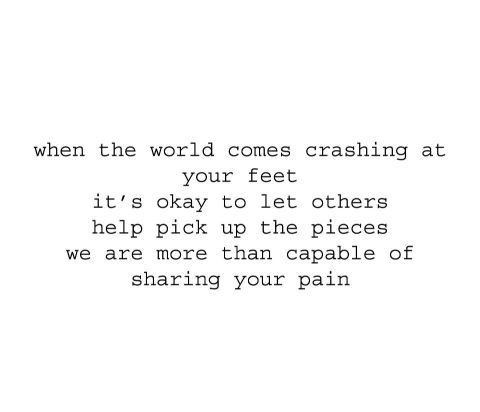 when the world comes crashing at
your feet
it’s okay to let others
help pick up the pieces
we are more than capable of
sharing your pain